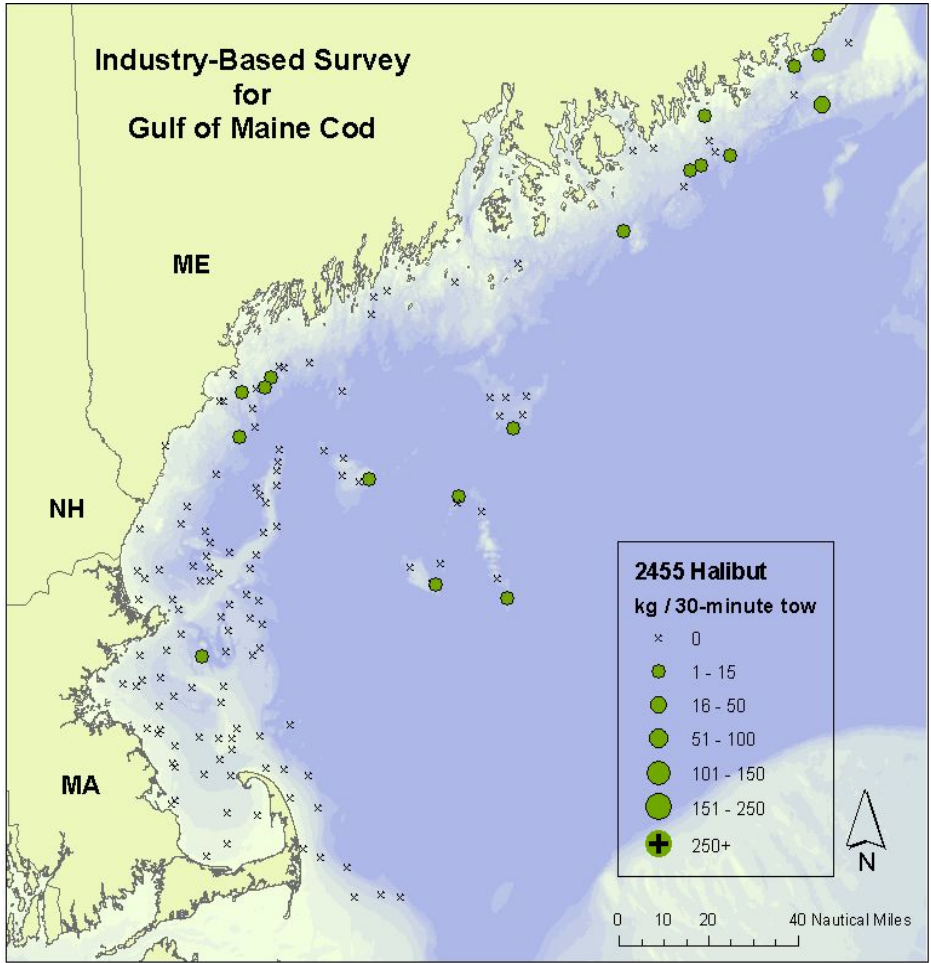 Industry-Based Survey
for
Gulf of Maine Cod
ME
NH
MA
2455 Halibut
kg / 30-minute tow
0
1 - 15
16 - 50
51 - 100
101 - 150
151 - 250
250+
N
0 10 20 40 Nautical Miles